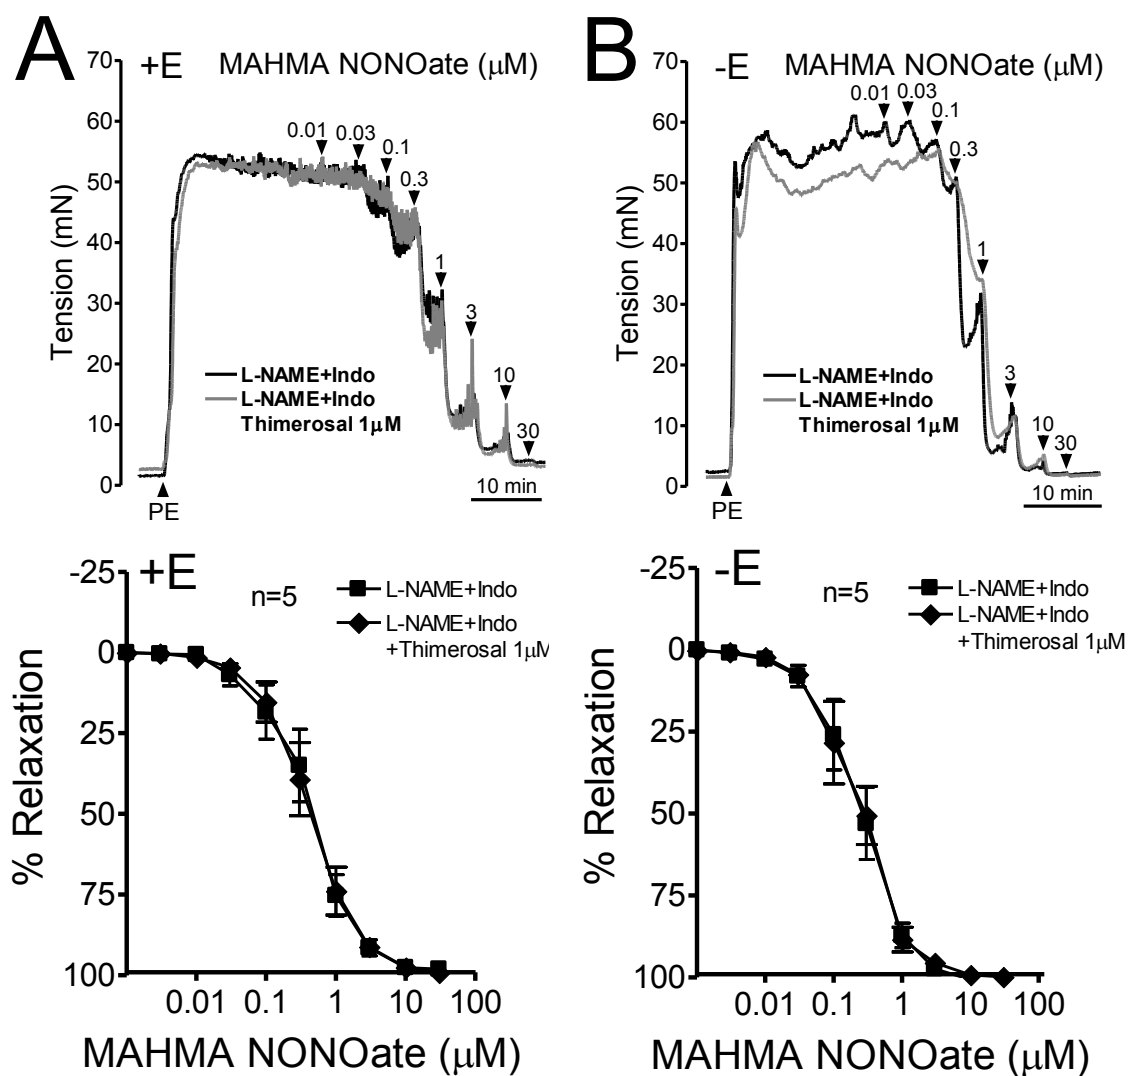 A
+E
MAHMA NONOate (µM)
70
60
50
40
30
20
10
0
Tension (mN)
0.01
0.03
0.1
0.3
1
3
10
30
L-NAME+Indo
L-NAME+Indo
Thimerosal 1µM
PE
10 min
B
-E
MAHMA NONOate (µM)
70
60
50
40
30
20
10
0
Tension (mN)
0.01
0.03
0.1
0.3
1
3
10
30
L-NAME+Indo
L-NAME+Indo
Thimerosal 1µM
PE
10 min
+E
n=5
L-NAME+Indo
L-NAME+Indo
+Thimerosal 1µM
-25
0
25
50
75
100
% Relaxation
0.01
0.1
1
10
100
MAHMA NONOate (µM)
-E
n=5
L-NAME+Indo
L-NAME+Indo
+Thimerosal 1µM
-25
0
25
50
75
100
% Relaxation
0.01
0.1
1
10
100
MAHMA NONOate (µM)